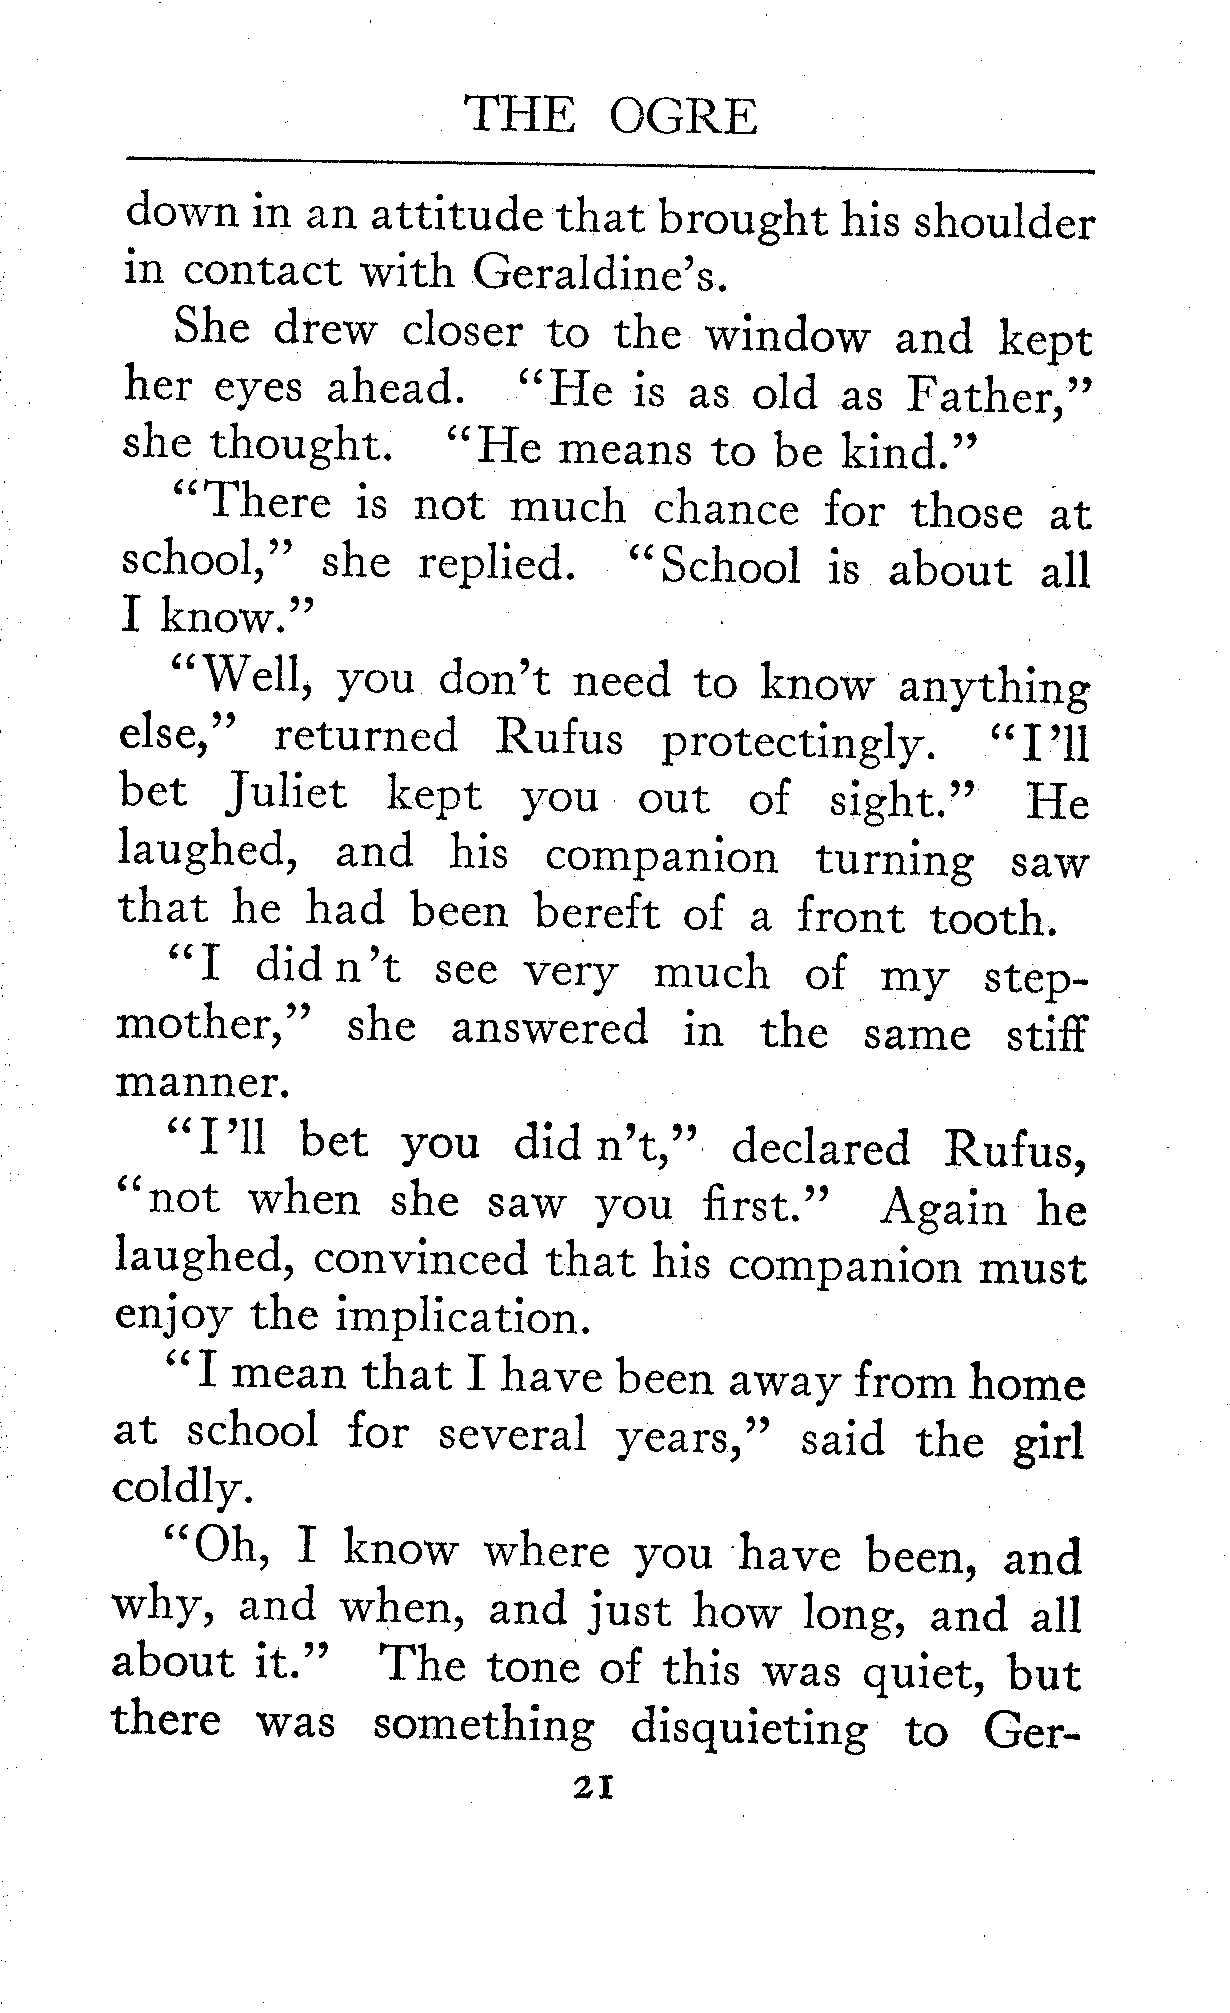 THE OGRE
down in an attitude that brought his shoulder
in contact with Geraldine's.
She drew closer to the window and kept
her eyes ahead. "He is as old as Father,"
she thought. "He means to be kind."
"There is not much chance for those at
school," she replied. "School is about all
I know."
"Well, you don't need to know anything
else," returned Rufus protectingly. "I'll
bet Juliet kept you out of sight." He
laughed, and his companion turning saw
that he had been bereft of a front tooth.
"I did n't see very much of my step-
mother," she answered in the same stiff
manner.
"I'll bet you did n't," declared Rufus,
"not when she saw you first." Again he
laughed, convinced that his companion must
enjoy the implication.
"I mean that I have been away from home
at school for several years," said the girl
coldly.
"Oh, I know where you have been, and
why, and when, and just how long, and all
about it." The tone of this was quiet, but
there was something disquieting to Ger-
21